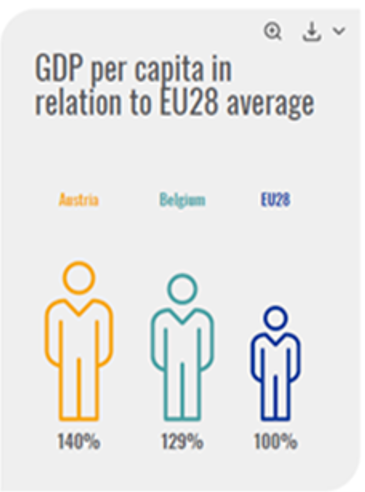 GDP per capita in
relation to EU28 average
Austria Belgium EU28
140% 129% 100%